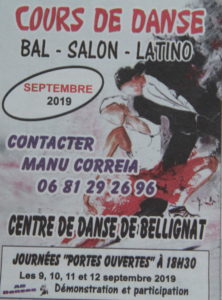 COURS DE DANSE
BAL - SALON - LATINO
SEPTEMBRE
2019
CONTACTER
MANU CORREIA
06 81 29 26 96
CENTRE DE DANSE DE BELLIGNAT
JOURNÉES "PORTES OUVERTES" À 18H30
Les 9, 10, 11 et 12 septembre 2019
Démonstration et participation